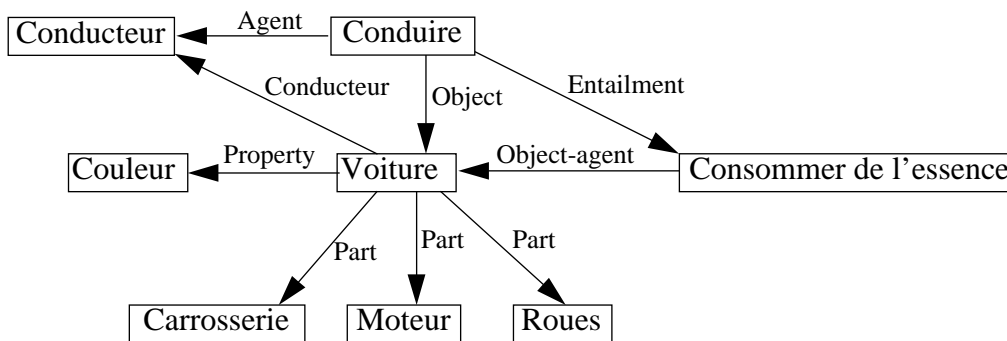 Conducteur
Agent
Conduire
Conducteur
Object
Entailment
Couleur
Property
Voiture
Object-agent
Consommer de l’essence
Part
Part
Part
Carrosserie
Moteur
Roues